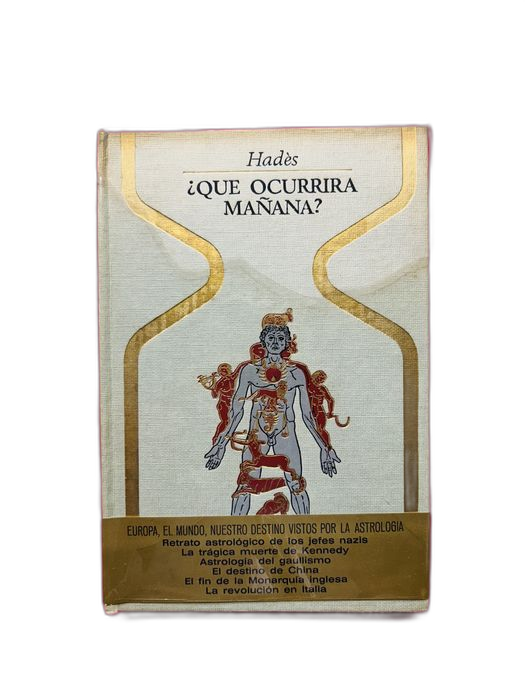 Hadès
¿QUE OCURRIRA
MAÑANA?
EUROPA, EL MUNDO, NUESTRO DESTINO VISTOS POR LA ASTROLOGIA
Retrato astrológico de los jefes nazis
La trágica muerte de Kennedy
Astrología del gaullismo
El destino de China
El fin de la Monarquía inglesa
La revolución en Italia